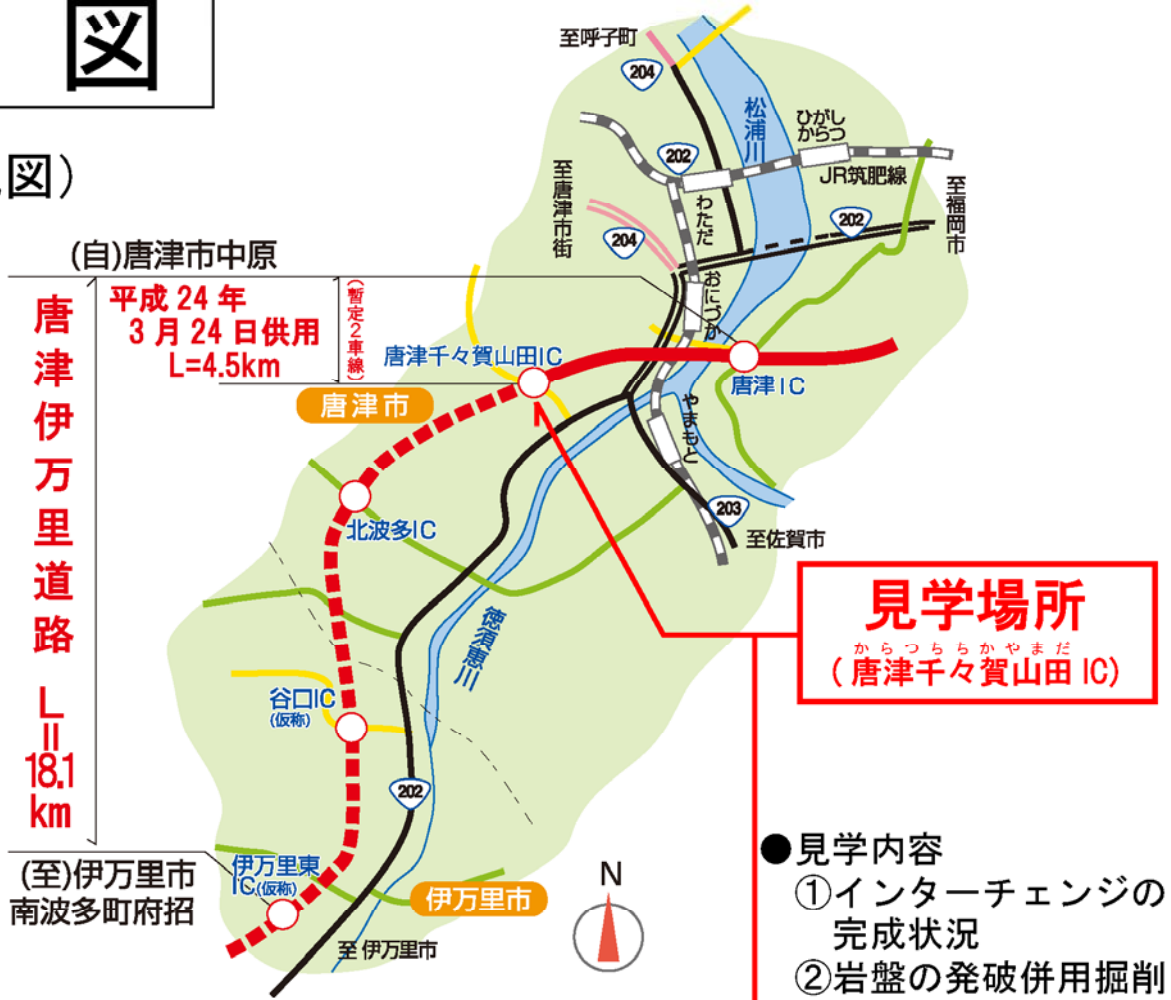 図
図)
至呼子町
204
松浦川
ひがし
からつ
202
JR筑肥線
至唐津市街
わただ
至福岡市
204
202
(自)唐津市中原
平成 24 年
3 月 24 日供用
L=4.5km
(暫定2車線)
おにづか
唐津千々賀山田IC
唐津IC
唐津市
やまもと
唐津伊万里道路 L=18.1km
北波多IC
203
至佐賀市
見学場所
からつちちかやまだ
(唐津千々賀山田 IC)
徳須恵川
谷口IC
(仮称)
202
伊万里東
IC(仮称)
(至)伊万里市
南波多町府招
伊万里市
N
至 伊万里市
●見学内容
①インターチェンジの
完成状況
②岩盤の発破併用掘削